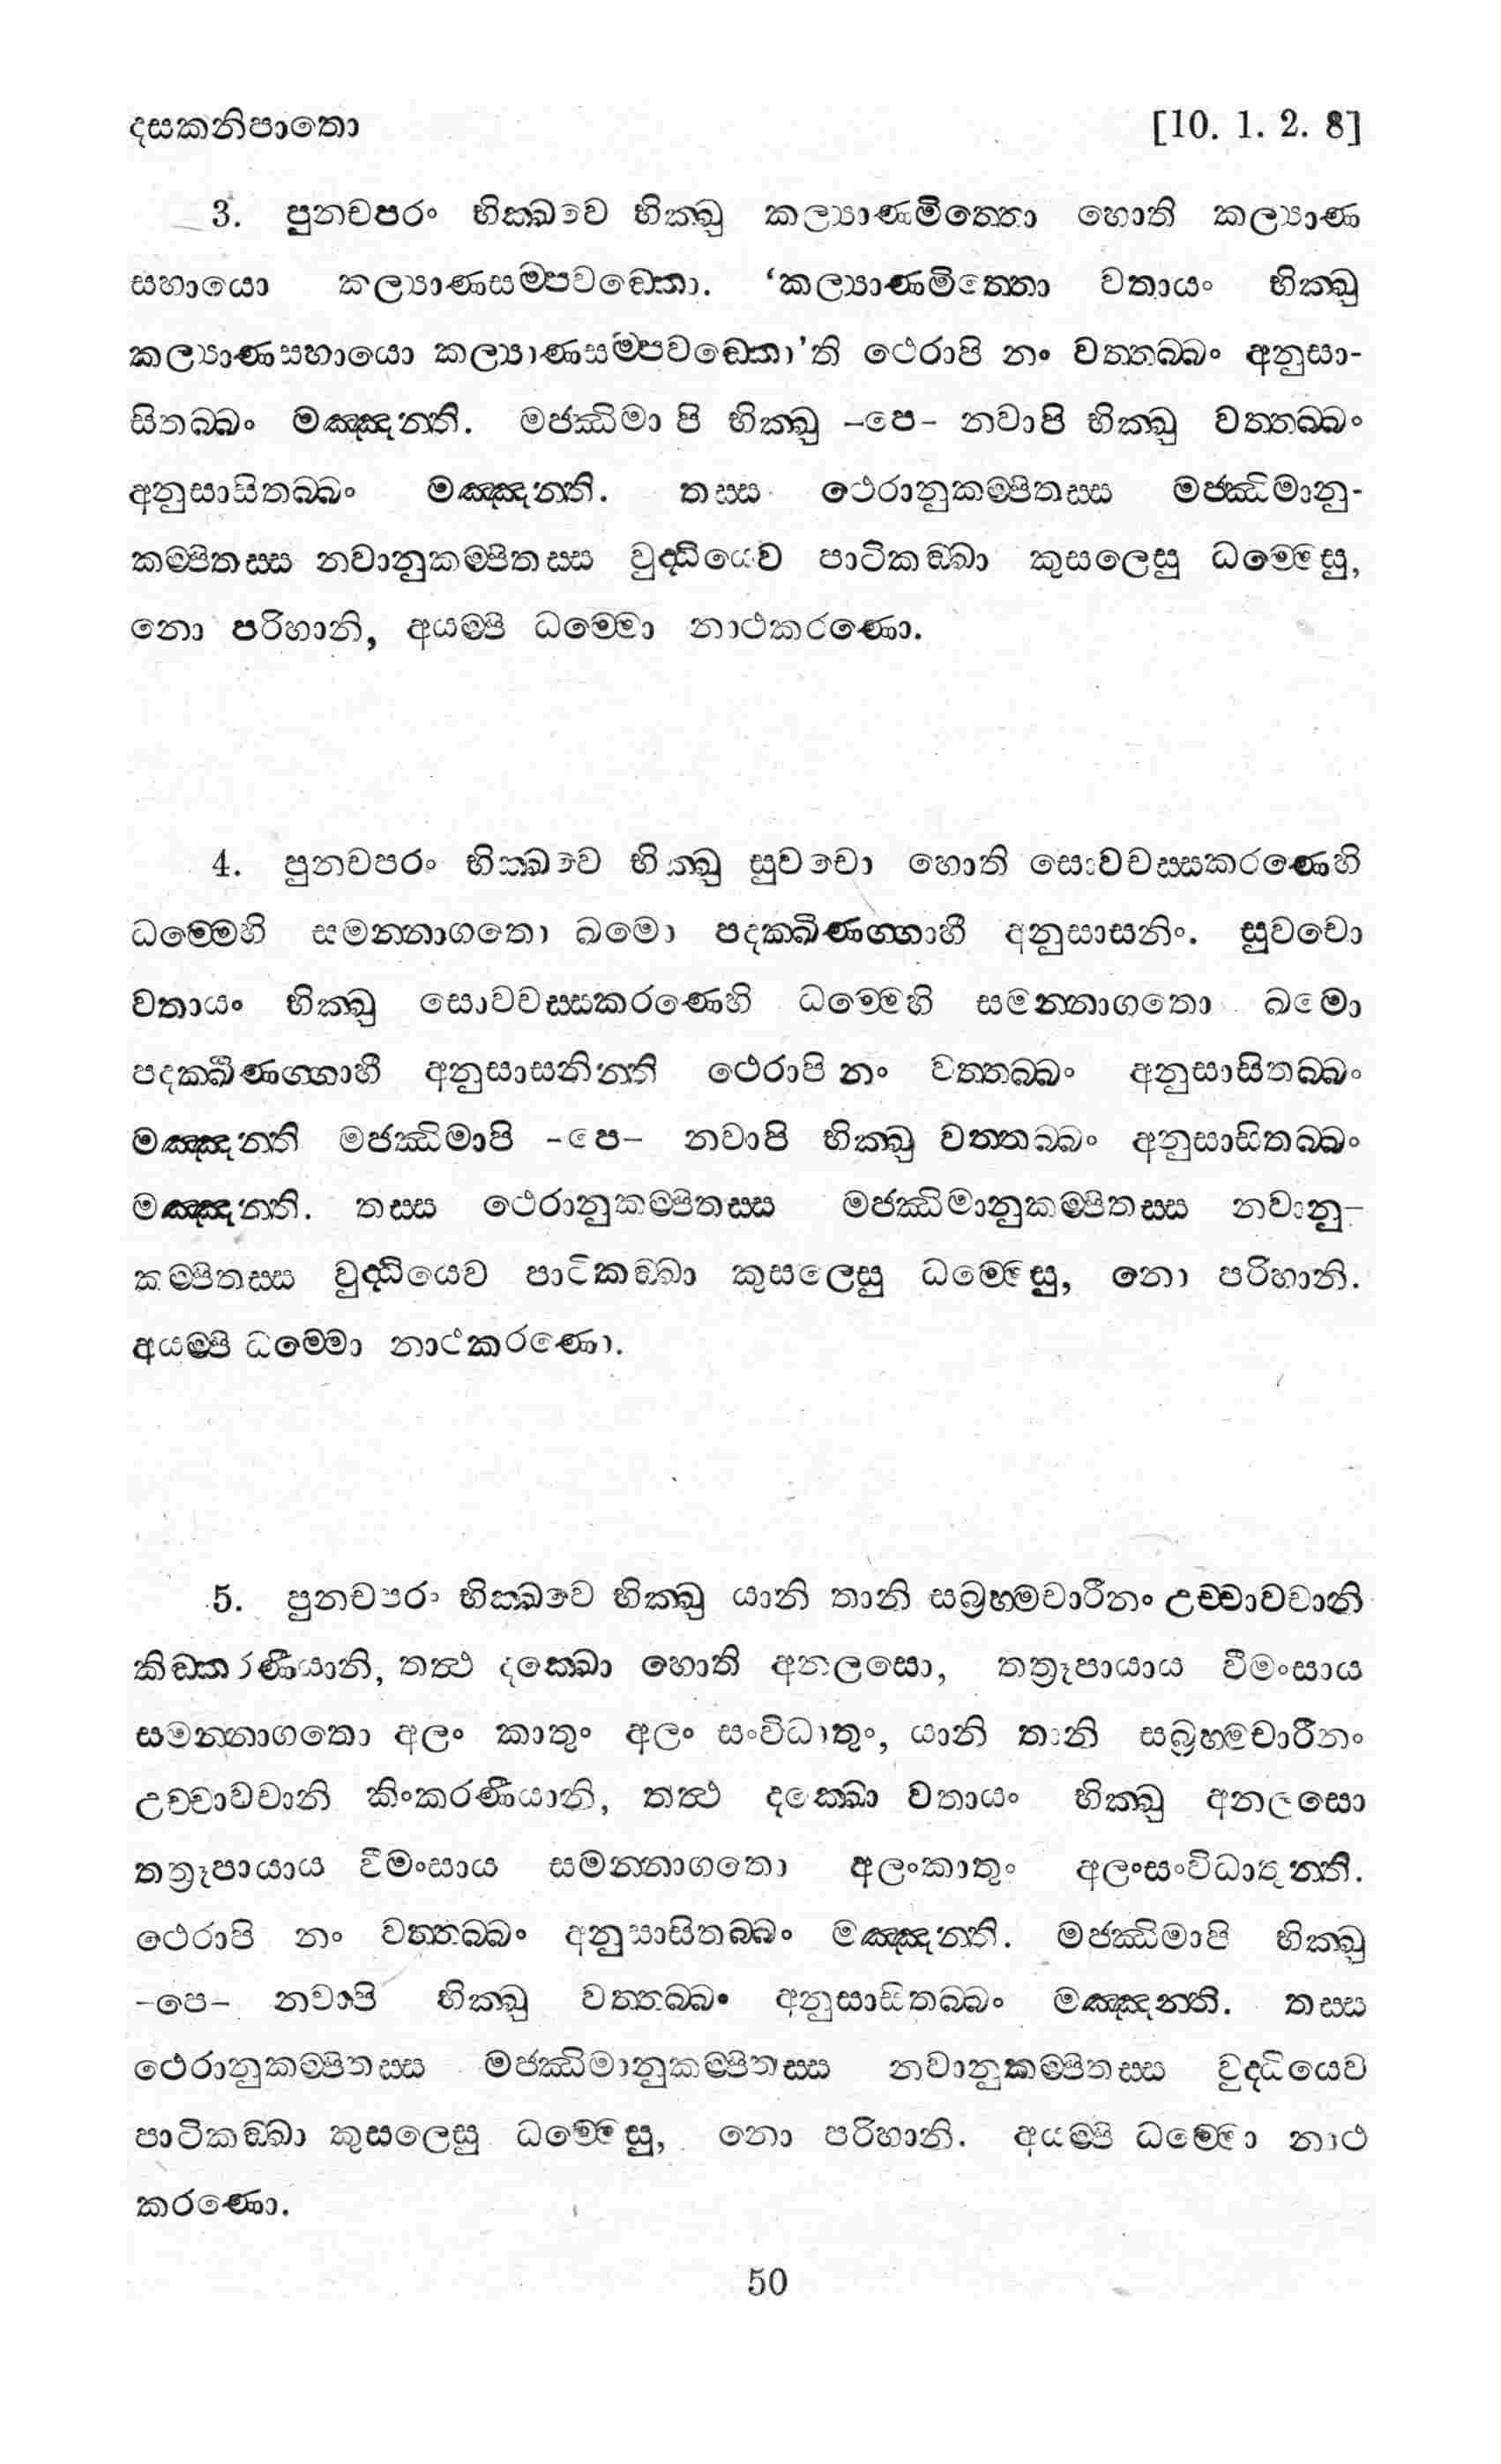 දසකනිපාතො [10. 1. 2. 8]
3. පුනචපරං භික්ඛවෙ භික්ඛු කල්‍යාණමිත්තො හොති කල්‍යාණ
සහායො කල්‍යාණසම්පවඞ්කො. ‘කල්‍යාණමිත්තො වතායං භික්ඛු
කල්‍යාණසහායො කල්‍යාණසම්පවඞ්කො’ති ථෙරාපි නං වත්තබ්බං අනුසා-
සිතබ්බං මඤ්ඤන්ති. මජ්ඣිමා පි භික්ඛු -පෙ- නවාපි භික්ඛු වත්තබ්බං
අනුසාසිතබ්බං මඤ්ඤන්ති. තස්ස ථෙරානුකම්පිතස්ස මජ්ඣිමානු-
කම්පිතස්ස නවානුකම්පිතස්ස වුද්ධියෙව පාටිකඞ්ඛා කුසලෙසු ධම්මෙසු,
නො පරිහානි, අයම්පි ධම්මො නාථකරණො.
4. පුනචපරං භික්ඛවෙ භික්ඛු සුවචො හොති සොවචස්සකරණෙහි
ධම්මෙහි සමන්නාගතො ඛමො පදක්ඛිණග්ගාහී අනුසාසනිං. සුවචො
වතායං භික්ඛු සොවචස්සකරණෙහි ධම්මෙහි සමන්නාගතො ඛමො
පදක්ඛිණග්ගාහී අනුසාසනින්ති ථෙරාපි නං වත්තබ්බං අනුසාසිතබ්බං
මඤ්ඤන්ති මජ්ඣිමාපි -පෙ- නවාපි භික්ඛු වත්තබ්බං අනුසාසිතබ්බං
මඤ්ඤන්ති. තස්ස ථෙරානුකම්පිතස්ස මජ්ඣිමානුකම්පිතස්ස නවානු-
කම්පිතස්ස වුද්ධියෙව පාටිකඞ්ඛා කුසලෙසු ධම්මෙසු, නො පරිහානි.
අයම්පි ධම්මො නාථකරණො.
5. පුනචපරං භික්ඛවෙ භික්ඛු යානි තානි සබ්‍රහ්මචාරීනං උච්චාවචානි
කිඞ්කරණීයානි, තත්ථ දක්ඛො හොති අනලසො, තත්‍රූපායාය වීමංසාය
සමන්නාගතො අලං කාතුං අලං සංවිධාතුං, යානි තානි සබ්‍රහ්මචාරීනං
උච්චාවචානි කිංකරණීයානි, තත්ථ දක්ඛො වතායං භික්ඛු අනලසො
තත්‍රූපායාය වීමංසාය සමන්නාගතො අලංකාතුං අලංසංවිධාතුන්ති.
ථෙරාපි නං වත්තබ්බං අනුසාසිතබ්බං මඤ්ඤන්ති. මජ්ඣිමාපි භික්ඛු
-පෙ- නවාපි භික්ඛු වත්තබ්බං අනුසාසිතබ්බං මඤ්ඤන්ති. තස්ස
ථෙරානුකම්පිතස්ස මජ්ඣිමානුකම්පිතස්ස නවානුකම්පිතස්ස වුද්ධියෙව
පාටිකඞ්ඛා කුසලෙසු ධම්මෙසු, නො පරිහානි. අයම්පි ධම්මො නාථ
කරණො.
50